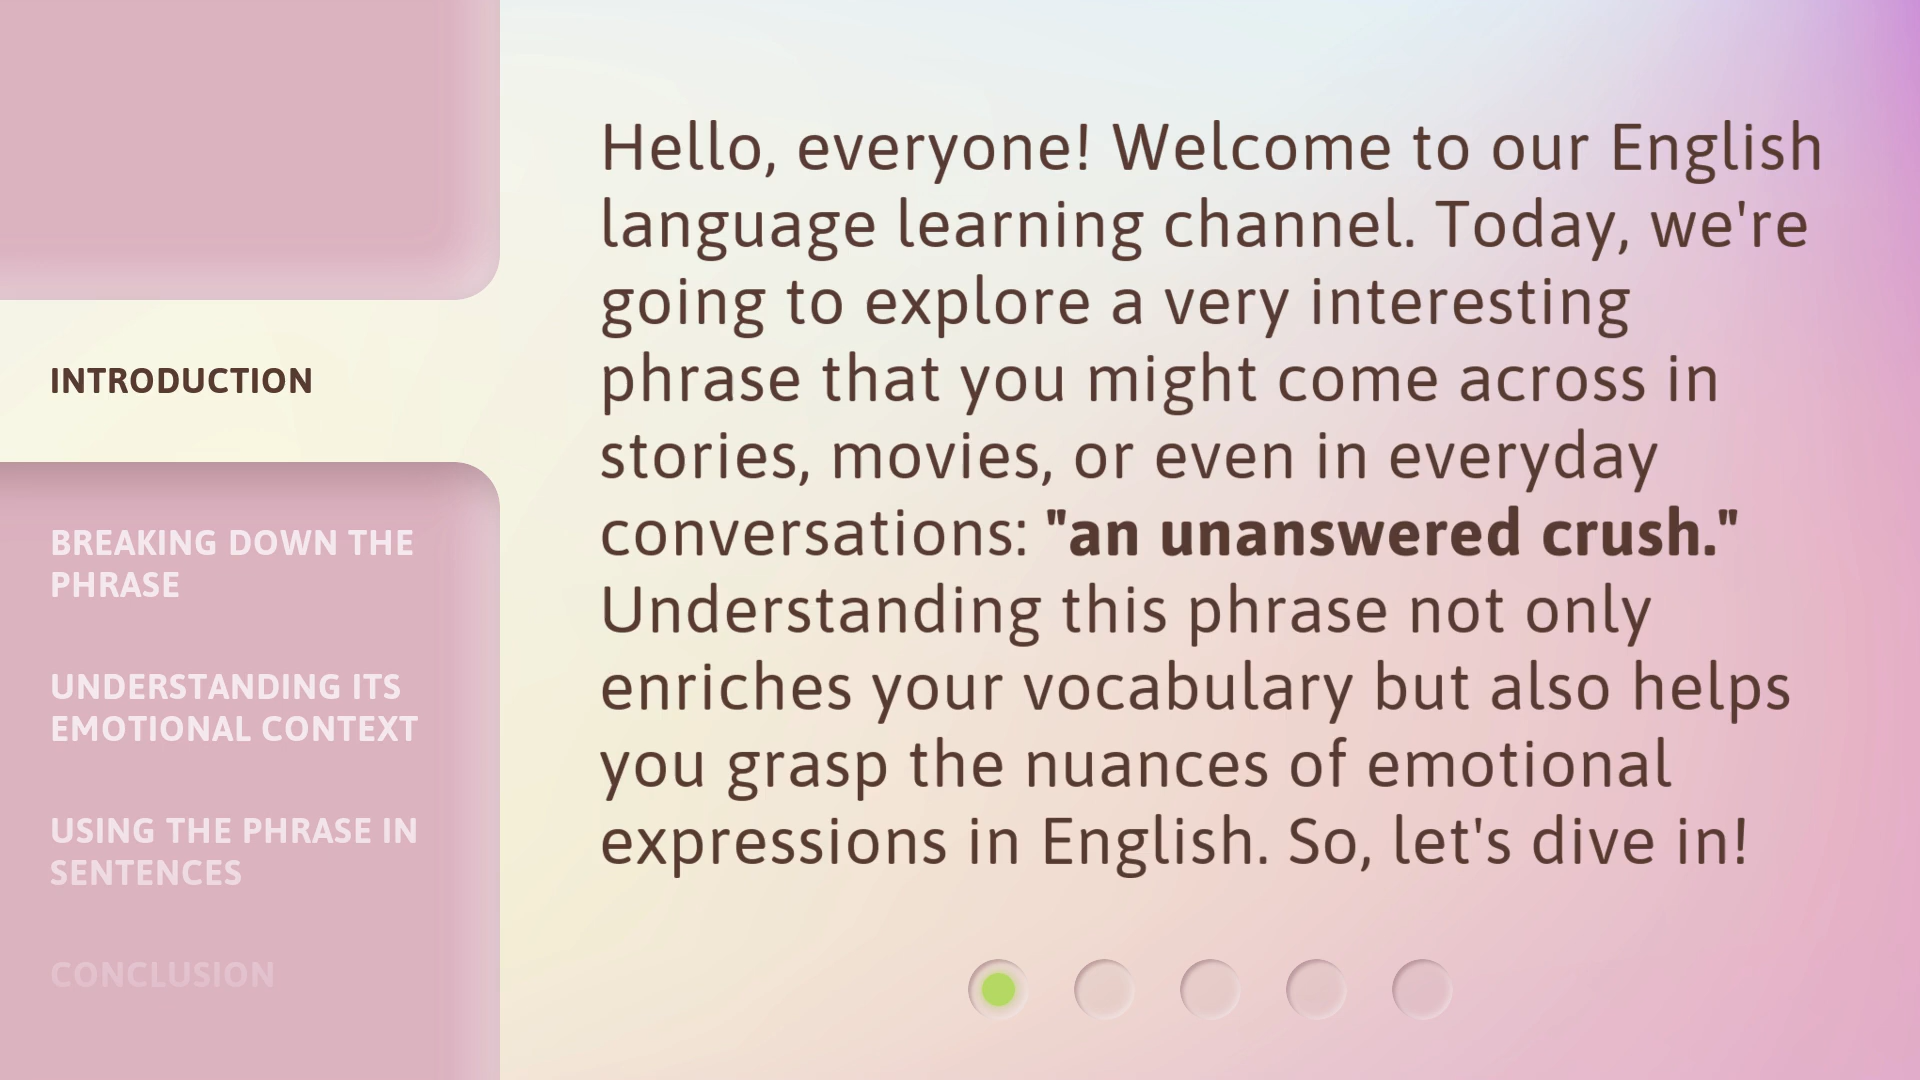 INTRODUCTION
BREAKING DOWN THE
PHRASE
UNDERSTANDING ITS
EMOTIONAL CONTEXT
USING THE PHRASE IN
SENTENCES
CONCLUSION
Hello, everyone! Welcome to our English
language learning channel. Today, we're
going to explore a very interesting
phrase that you might come across in
stories, movies, or even in everyday
conversations: "an unanswered crush."
Understanding this phrase not only
enriches your vocabulary but also helps
you grasp the nuances of emotional
expressions in English. So, let's dive in!